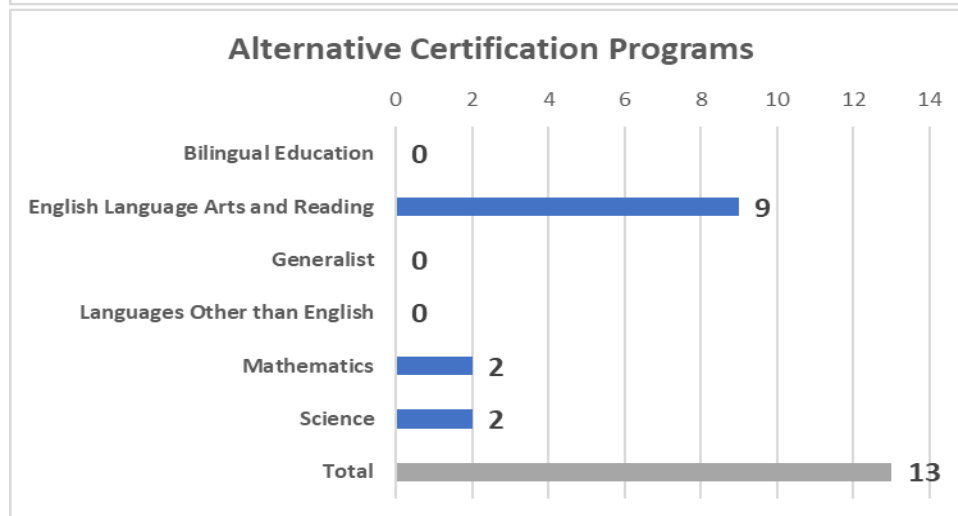 Alternative Certification Programs
0 2 4 6 8 10 12 14
Bilingual Education 0
English Language Arts and Reading 9
Generalist 0
Languages Other than English 0
Mathematics 2
Science 2
Total 13